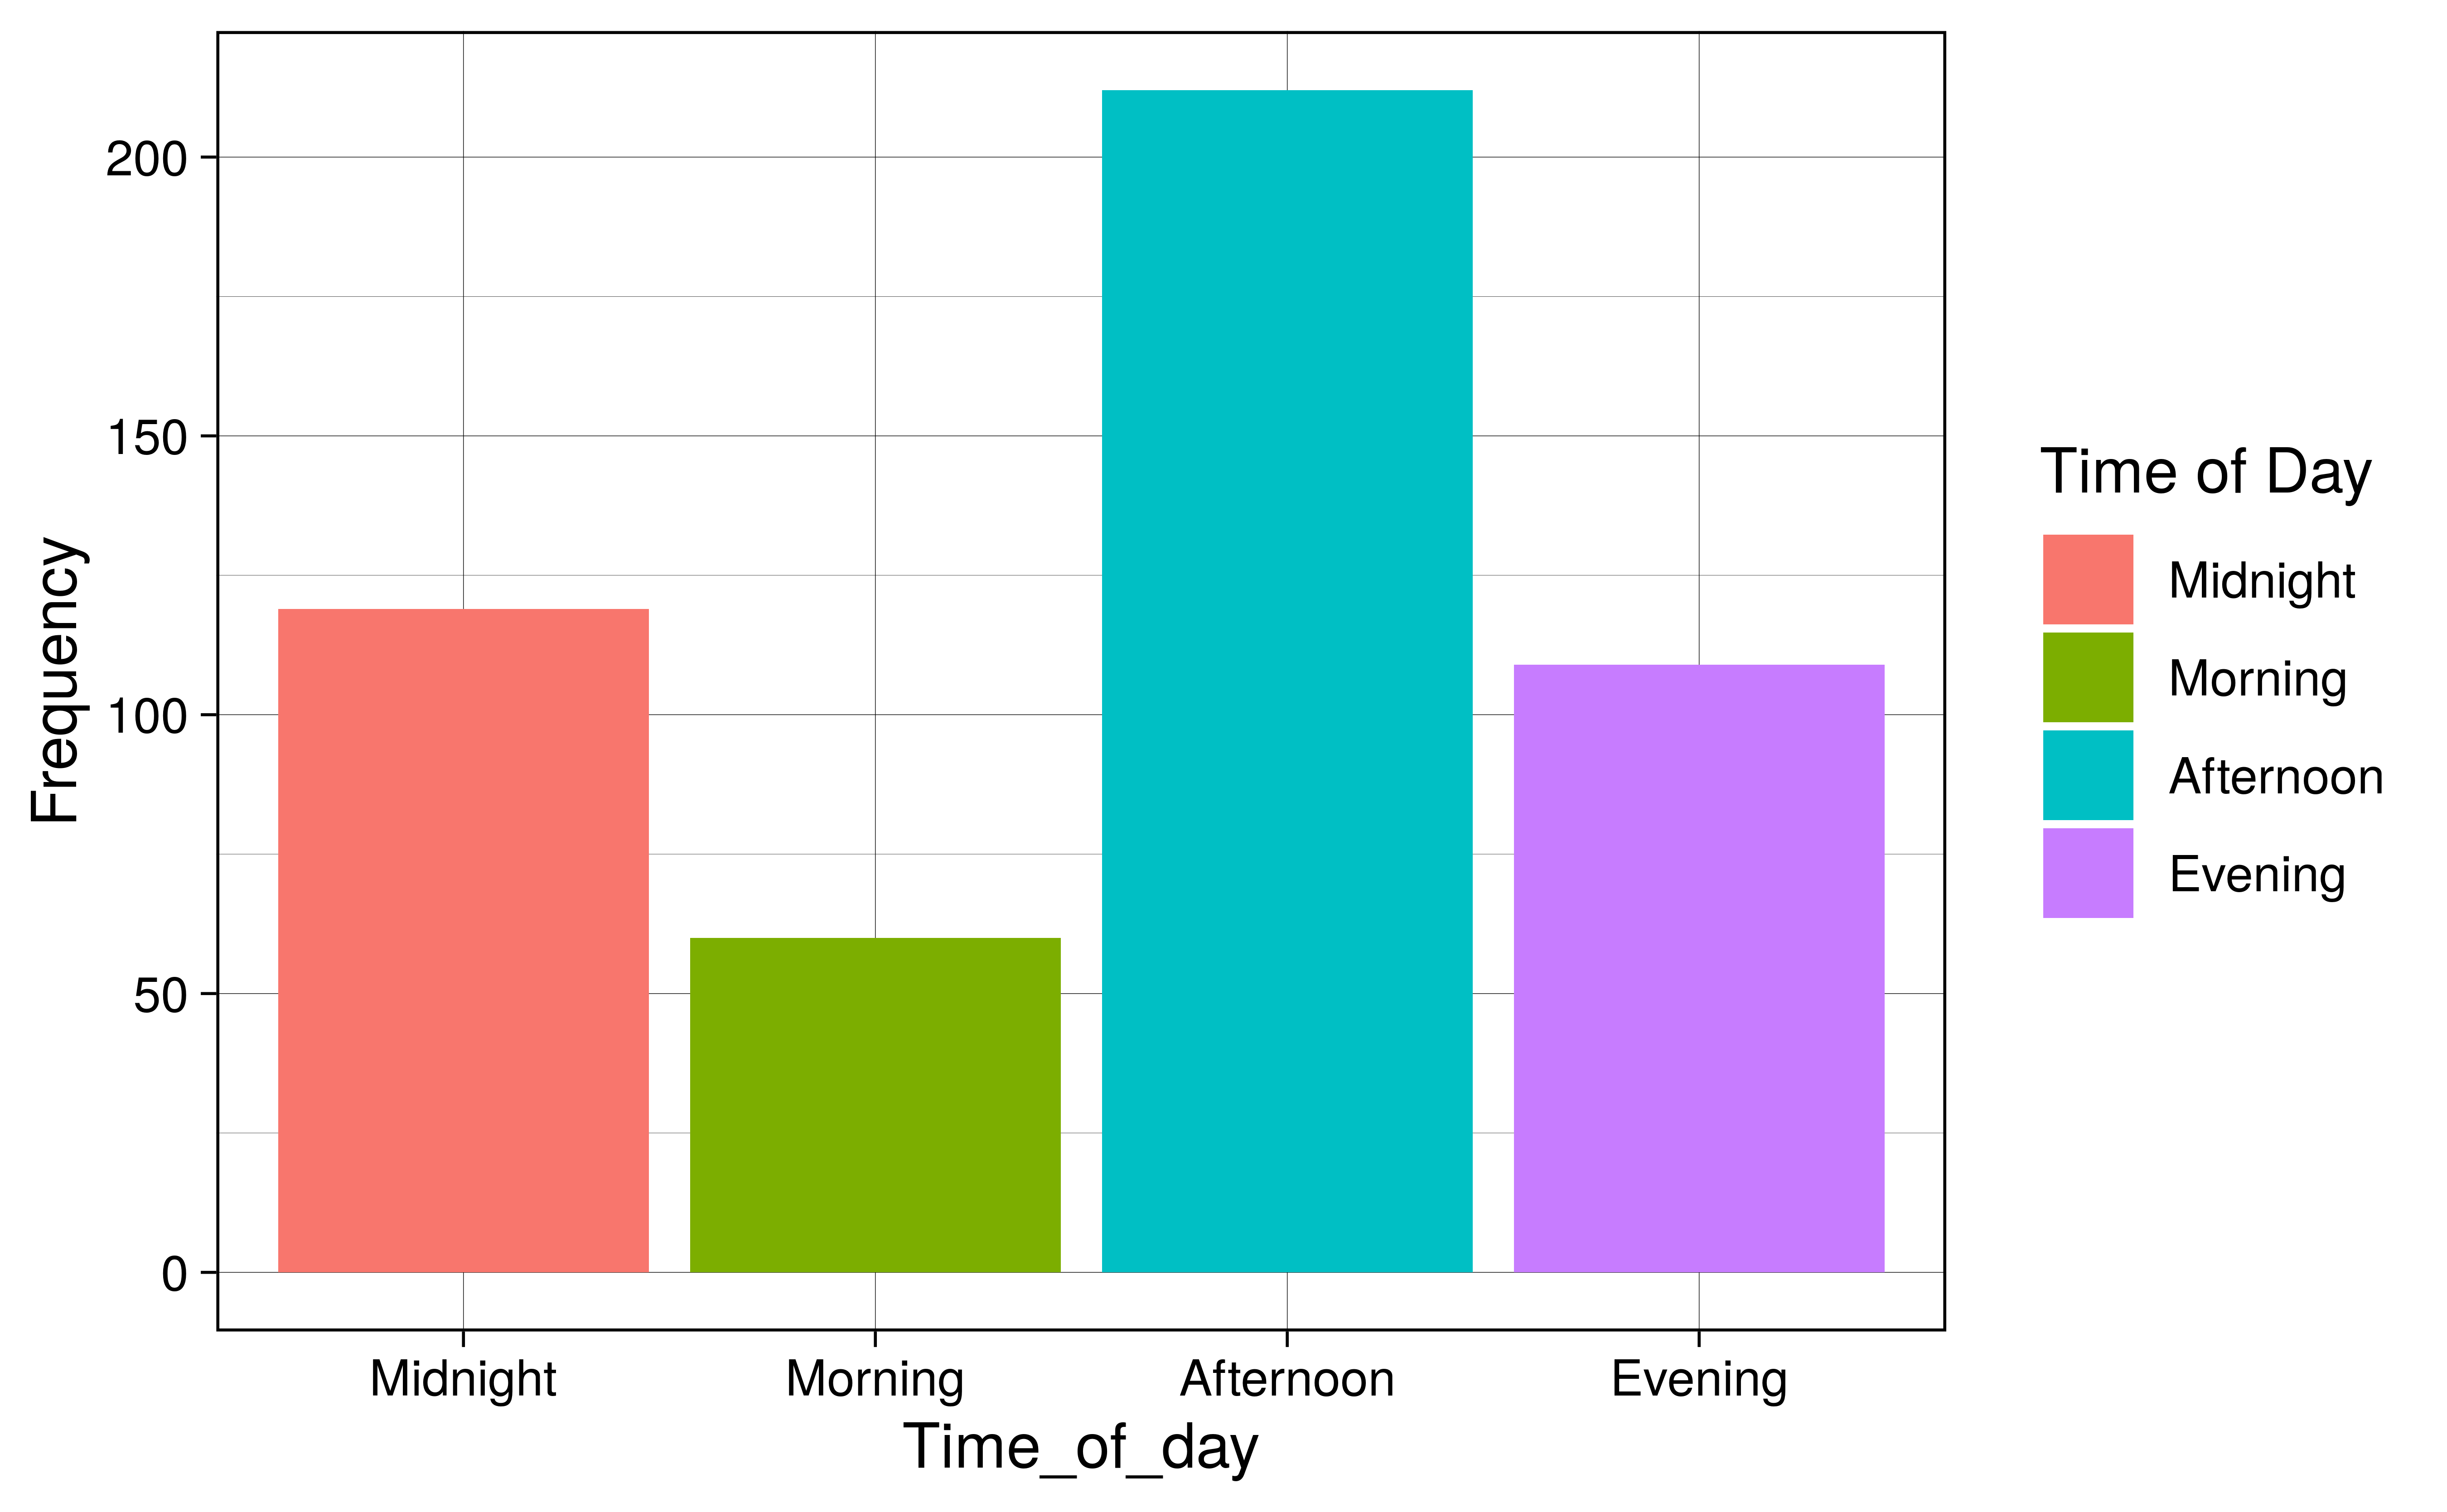 Frequency
200
150
100
50
0
Midnight Morning Afternoon Evening
Time_of_day
Time of Day
Midnight
Morning
Afternoon
Evening